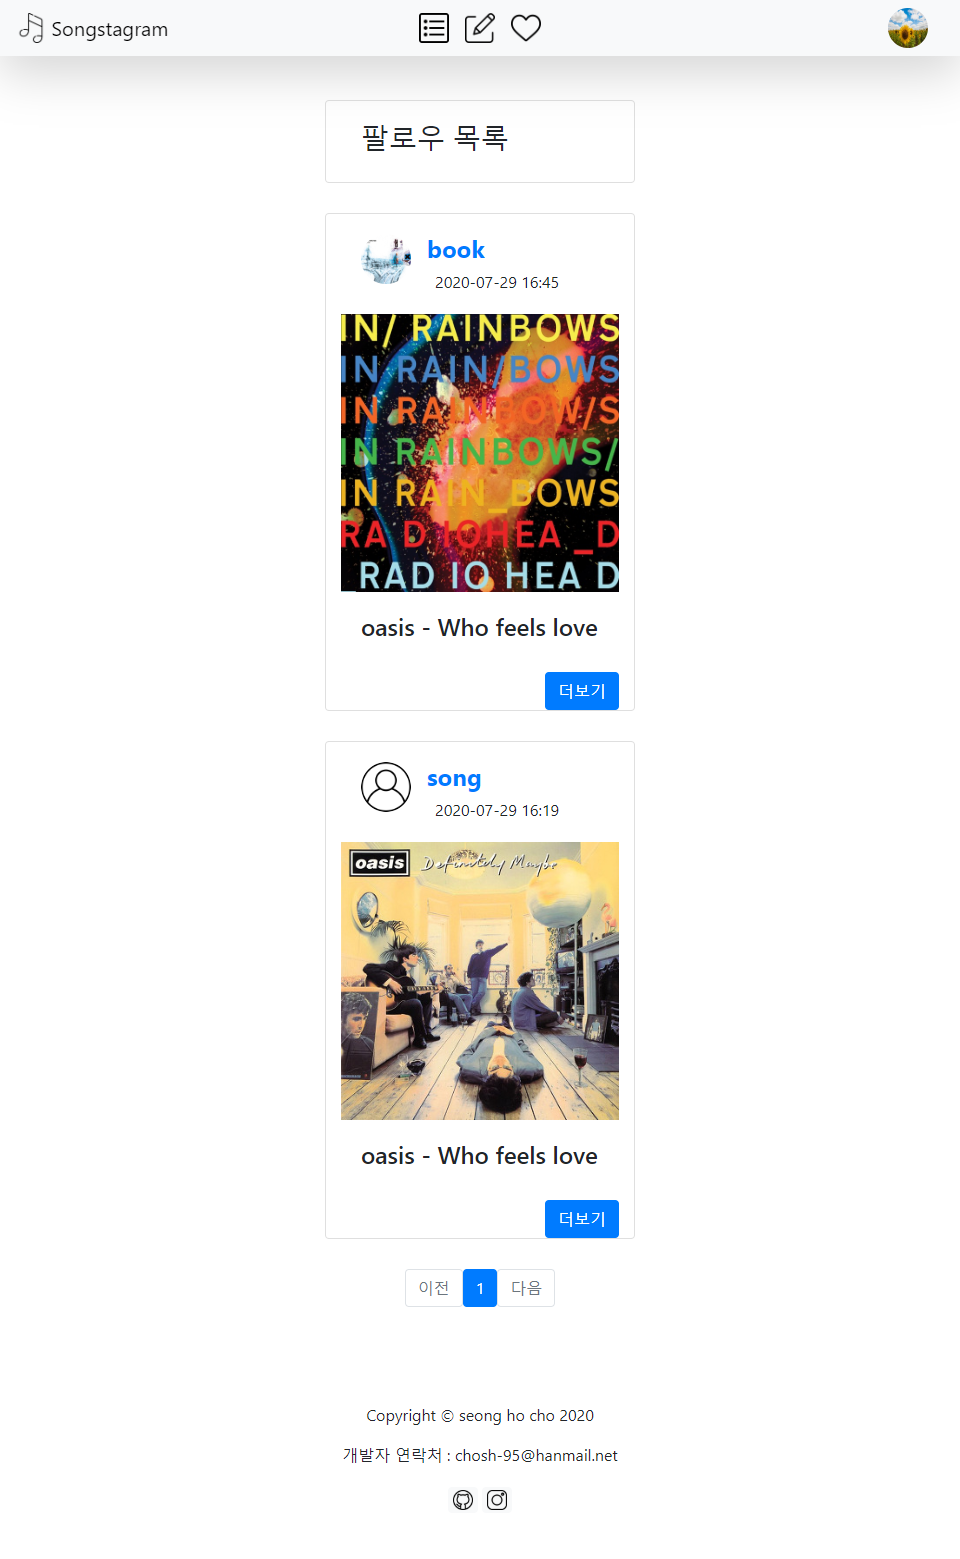 Songstagram
팔로우 목록
book
2020-07-29 16:45
IN/ RAINBOWS
IN RAIN/BOWS
IN RAINBOW/S
IN RAINBOWS/
IN RAIN_BOWS
RA D IOHEA_D
RAD IO HEA D
oasis - Who feels love
더보기
song
2020-07-29 16:19
oasis Definitely Maybe
oasis - Who feels love
더보기
이전 1 다음
Copyright © seong ho cho 2020
개발자 연락처 : chosh-95@hanmail.net